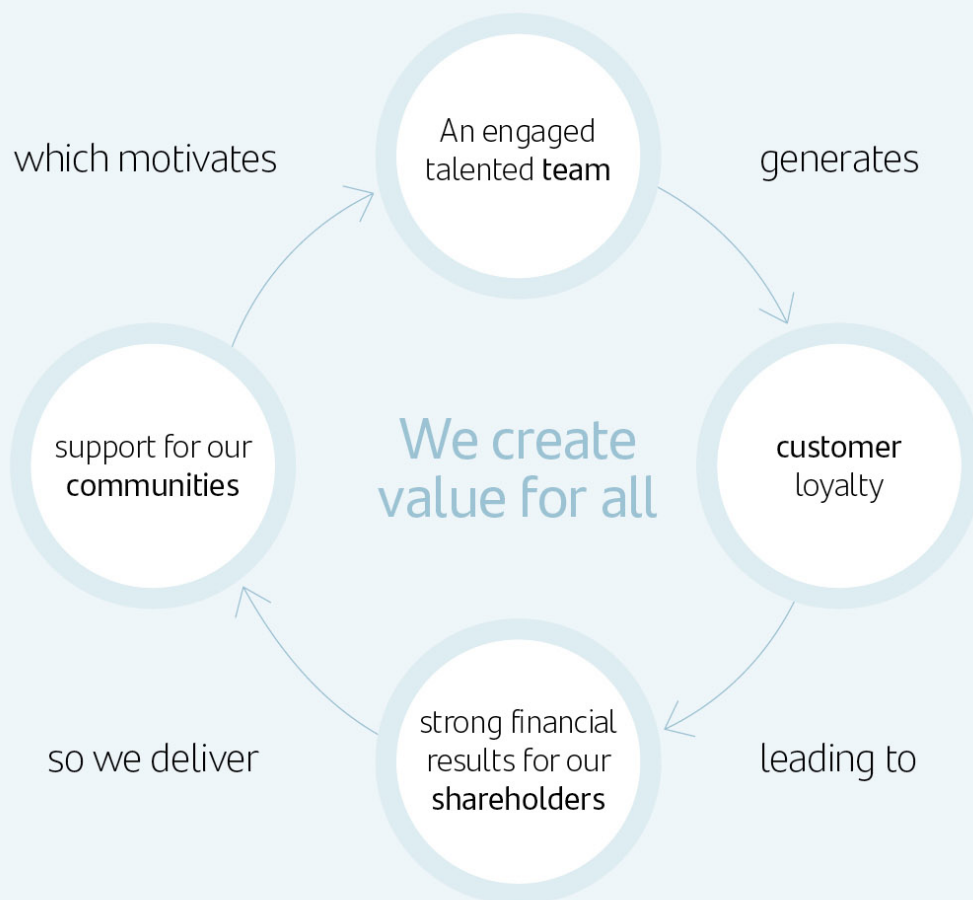 An engaged
talented team
generates
customer
loyalty
leading to
strong financial
results for our
shareholders
so we deliver
support for our
communities
which motivates
We create
value for all